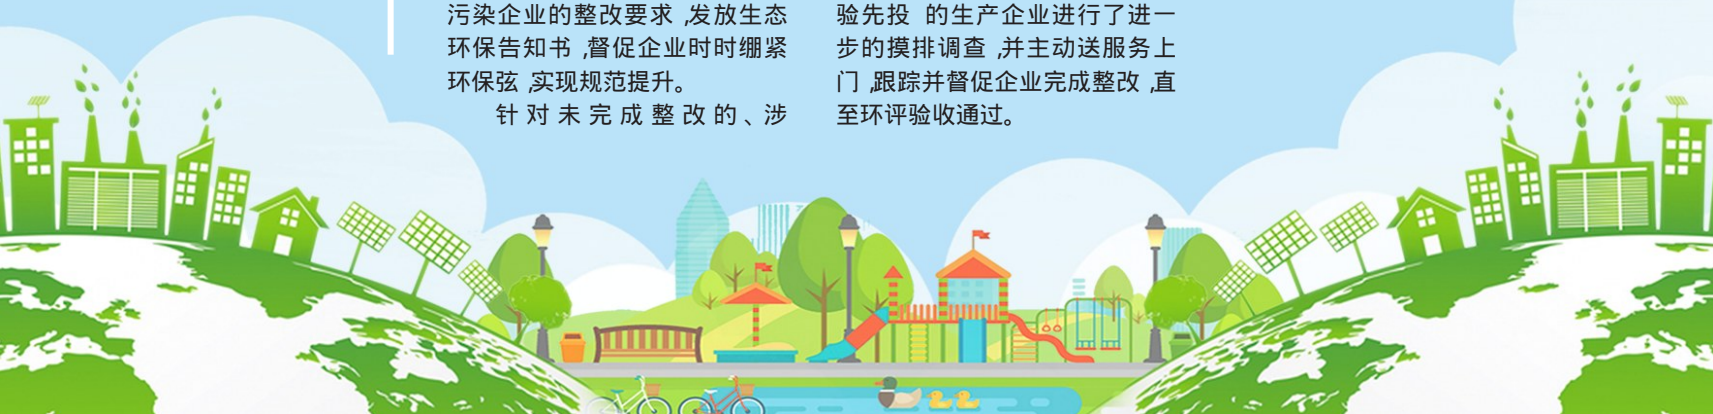 污染企业的整改要求,发放生态
环保告知书,督促企业时时绷紧
环保弦,实现规范提升。
针对未完成整改的、涉
验先投 的生产企业进行了进一
步的摸排调查,并主动送服务上
门,跟踪并督促企业完成整改,直
至环评验收通过。